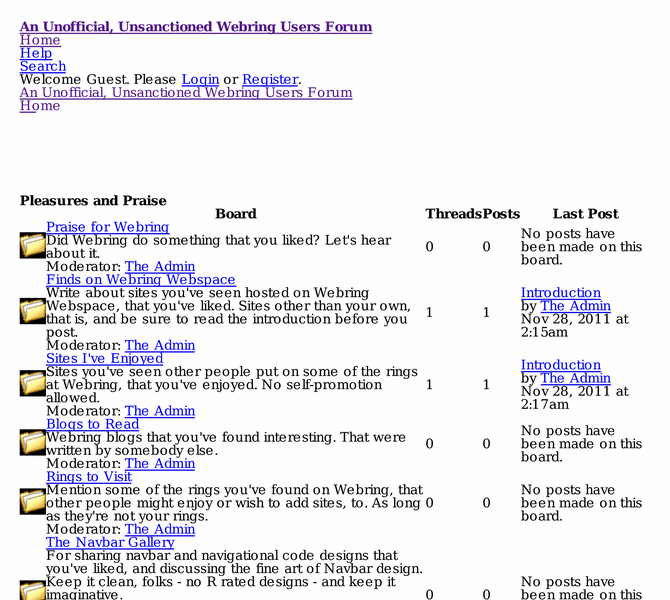 An Unofficial, Unsanctioned Webring Users Forum
Home
Help
Search
Welcome Guest. Please Login or Register.
An Unofficial, Unsanctioned Webring Users Forum
Home
Pleasures and Praise
Board Threads Posts Last Post
Praise for Webring
Did Webring do something that you liked? Let's hear
about it.
Moderator: The Admin
0 0
No posts have
been made on this
board.
Finds on Webring Webspace
Write about sites you've seen hosted on Webring
Webspace, that you've liked. Sites other than your own,
that is, and be sure to read the introduction before you
post.
Moderator: The Admin
1 1
Introduction
by The Admin
Nov 28, 2011 at
2:15am
Sites I've Enjoyed
Sites you've seen other people put on some of the rings
at Webring, that you've enjoyed. No self-promotion
allowed.
Moderator: The Admin
1 1
Introduction
by The Admin
Nov 28, 2011 at
2:17am
Blogs to Read
Webring blogs that you've found interesting. That were
written by somebody else.
Moderator: The Admin
0 0
No posts have
been made on this
board.
Rings to Visit
Mention some of the rings you've found on Webring, that
other people might enjoy or wish to add sites, to. As long
as they're not your rings.
Moderator: The Admin
0 0
No posts have
been made on this
board.
The Navbar Gallery
For sharing navbar and navigational code designs that
you've liked, and discussing the fine art of Navbar design.
Keep it clean, folks - no R rated designs - and keep it
imaginative.
0 0
No posts have
been made on this